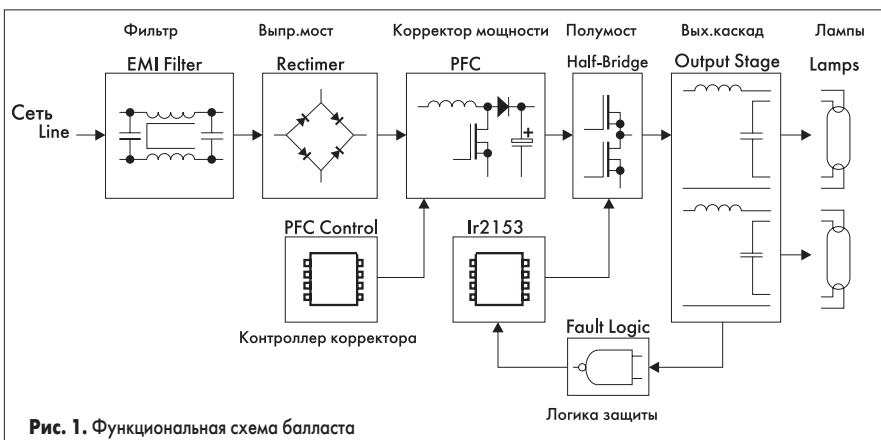 Фильтр
Выпр.мост
Корректор мощности
Полумост
Вых.каскад
Лампы
EMI Filter
Rectimer
PFC
Half-Bridge
Output Stage
Lamps
Сеть
Line
+
PFC Control
Ir2153
Контроллер корректора
Fault Logic
Логика защиты
Рис. 1. Функциональная схема балласта